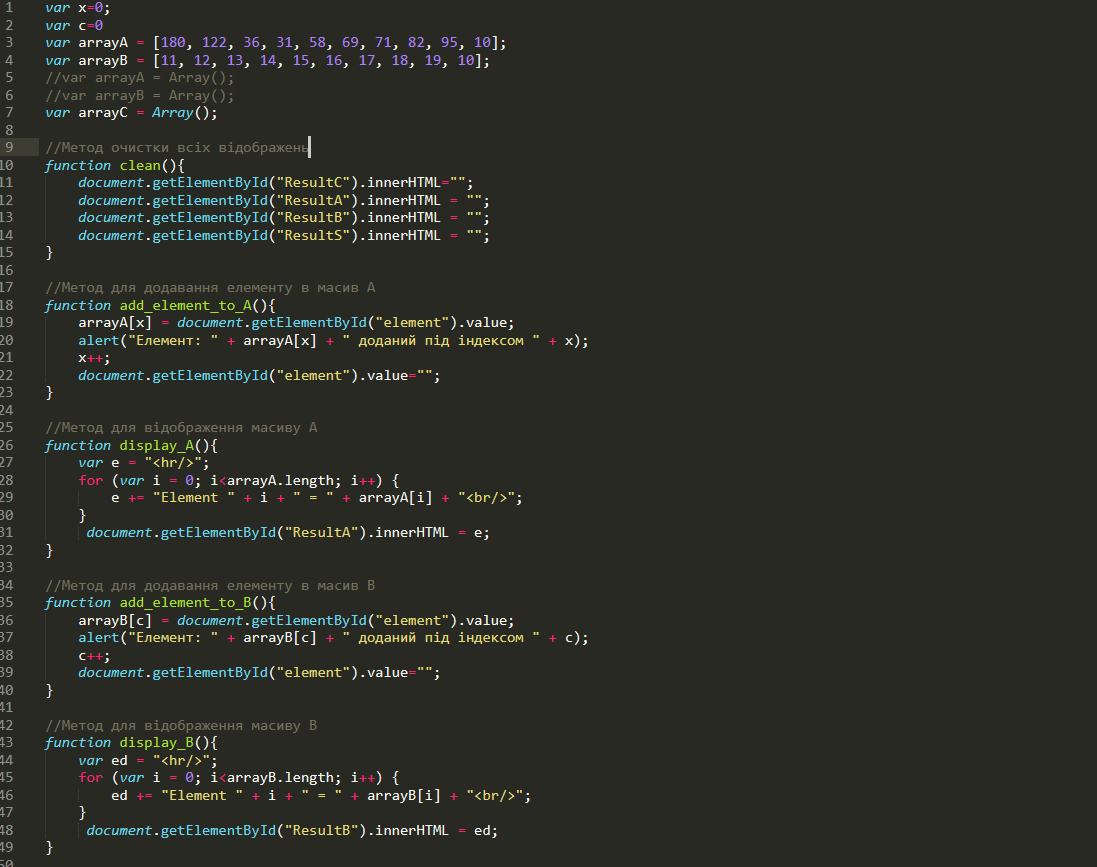 1 var x=0;
2 var c=0
3 var arrayA = [180, 122, 36, 31, 58, 69, 71, 82, 95, 10];
4 var arrayB = [11, 12, 13, 14, 15, 16, 17, 18, 19, 10];
5 //var arrayA = Array();
6 //var arrayB = Array();
7 var arrayC = Array();
8
9 //Метод очистки всіх відображень
10 function clean(){
11 document.getElementById("ResultC").innerHTML="";
12 document.getElementById("ResultA").innerHTML = "";
13 document.getElementById("ResultB").innerHTML = "";
14 document.getElementById("ResultS").innerHTML = "";
15 }
16
17 //Метод для додавання елементу в масив А
18 function add_element_to_A(){
19 arrayA[x] = document.getElementById("element").value;
20 alert("Елемент: " + arrayA[x] + " доданий під індексом " + x);
21 x++;
22 document.getElementById("element").value="";
23 }
24
25 //Метод для відображення масиву А
26 function display_A(){
27 var e = "<hr/>";
28 for (var i = 0; i<arrayA.length; i++) {
29 e += "Element " + i + " = " + arrayA[i] + "<br/>";
30 }
31 document.getElementById("ResultA").innerHTML = e;
32 }
33
34 //Метод для додавання елементу в масив В
35 function add_element_to_B(){
36 arrayB[c] = document.getElementById("element").value;
37 alert("Елемент: " + arrayB[c] + " доданий під індексом " + c);
38 c++;
39 document.getElementById("element").value="";
40 }
41
42 //Метод для відображення масиву В
43 function display_B(){
44 var ed = "<hr/>";
45 for (var i = 0; i<arrayB.length; i++) {
46 ed += "Element " + i + " = " + arrayB[i] + "<br/>";
47 }
48 document.getElementById("ResultB").innerHTML = ed;
49 }
50